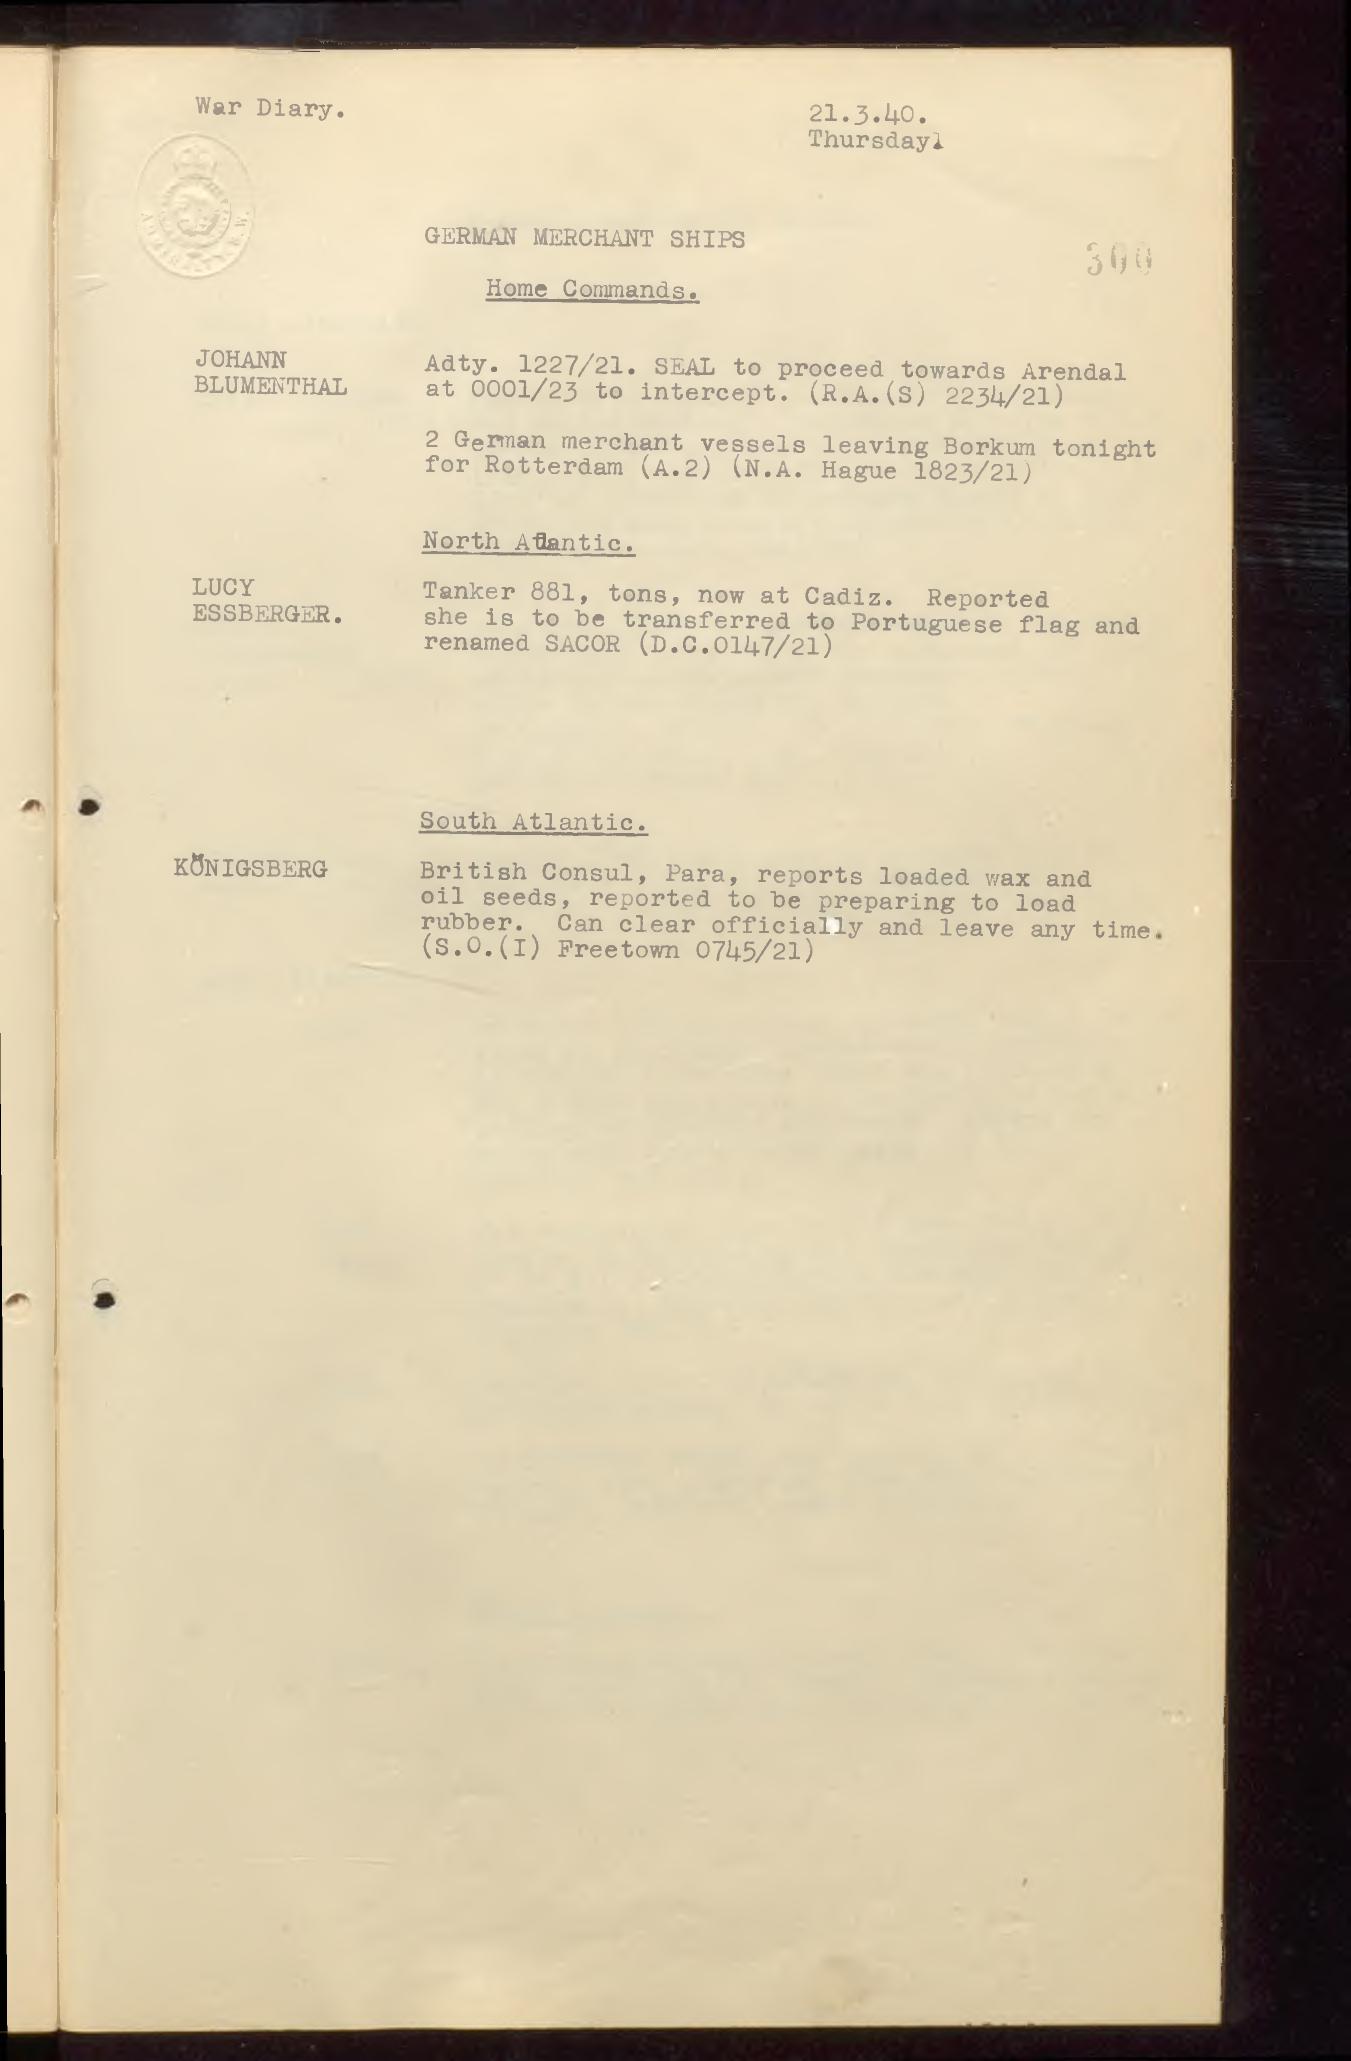 War Diary.
21.3.40.
Thursday.
300
GERMAN MERCHANT SHIPS
Home Commands.
JOHANN
BLUMENTHAL
Adty. 1227/21. SEAL to proceed towards Arendal
at 0001/23 to intercept. (R.A.(S) 2234/21)
2 German merchant vessels leaving Borkum tonight
for Rotterdam (A.2) (N.A. Hague 1823/21)
North Atlantic.
LUCY
ESSBERGER.
Tanker 881, tons, now at Cadiz. Reported
she is to be transferred to Portuguese flag and
renamed SACOR (D.C.0147/21)
South Atlantic.
KÖNIGSBERG
British Consul, Para, reports loaded wax and
oil seeds, reported to be preparing to load
rubber. Can clear officially and leave any time.
(S.O.(I) Freetown 0745/21)